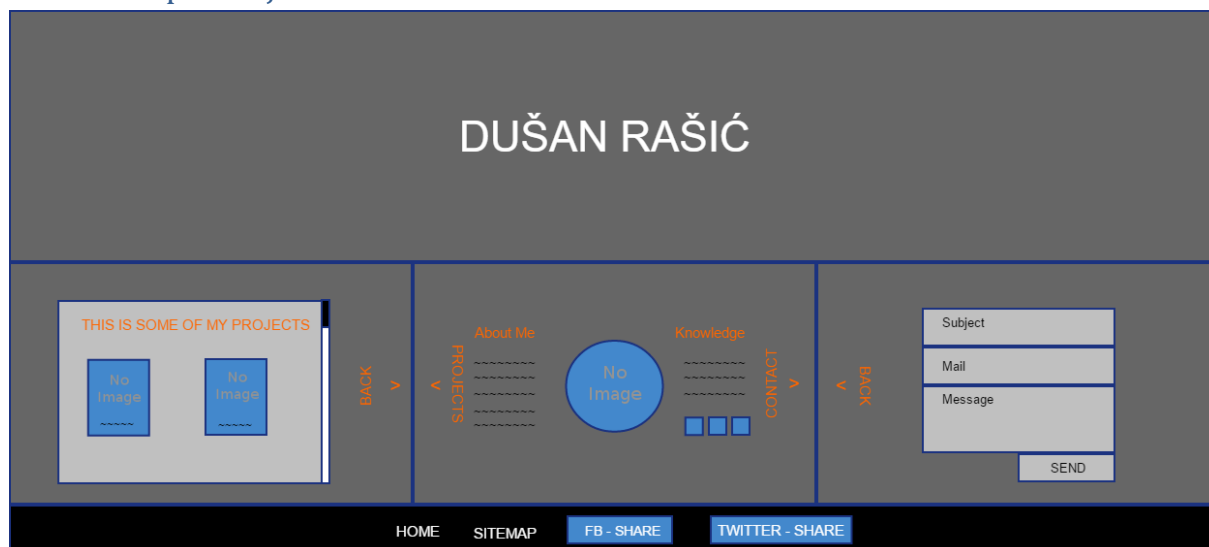 DUŠAN RAŠIĆ
THIS IS SOME OF MY PROJECTS
No
Image
~~~~~
No
Image
~~~~~
BACK
>
<
PROJECTS
About Me
~~~~~~~~
~~~~~~~~
~~~~~~~~
~~~~~~~~
~~~~~~~~
No
Image
Knowledge
~~~~~~~~
~~~~~~~~
~~~~~~~~
CONTACT
>
<
BACK
Subject
Mail
Message
SEND
HOME SITEMAP FB - SHARE TWITTER - SHARE